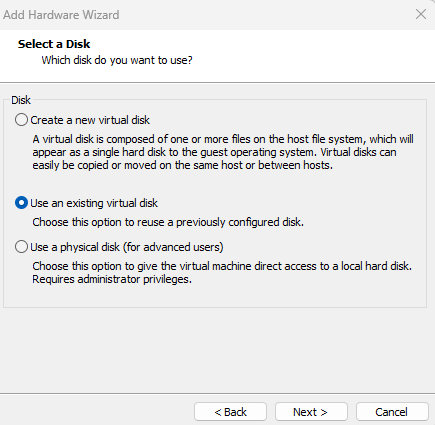 Add Hardware Wizard
Select a Disk
Which disk do you want to use?
Disk
Create a new virtual disk
A virtual disk is composed of one or more files on the host file system, which will
appear as a single hard disk to the guest operating system. Virtual disks can
easily be copied or moved on the same host or between hosts.
Use an existing virtual disk
Choose this option to reuse a previously configured disk.
Use a physical disk (for advanced users)
Choose this option to give the virtual machine direct access to a local hard disk.
Requires administrator privileges.
< Back Next > Cancel